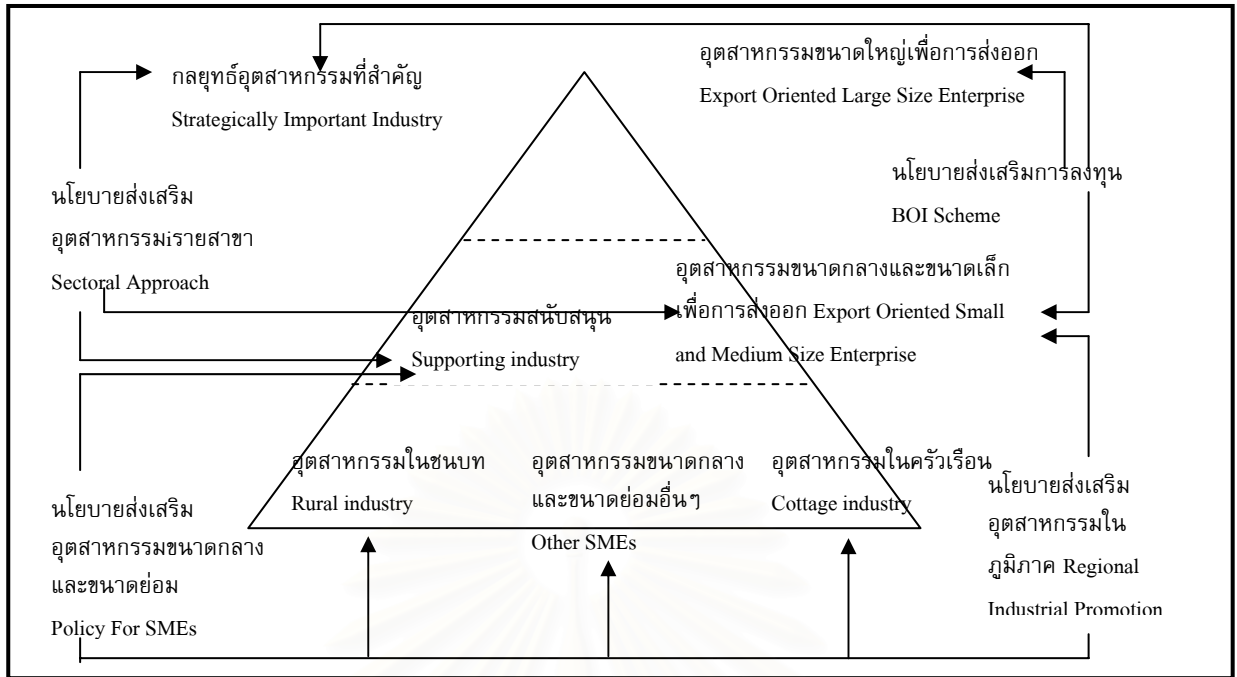 กลยุทธ์อุตสาหกรรมที่สำคัญ
Strategically Important Industry
อุตสาหกรรมขนาดใหญ่เพื่อการส่งออก
Export Oriented Large Size Enterprise
นโยบายส่งเสริมการลงทุน
BOI Scheme
นโยบายส่งเสริม
อุตสาหกรรมiรายสาขา
Sectoral Approach
อุตสาหกรรมสนับสนุน
Supporting industry
อุตสาหกรรมขนาดกลางและขนาดเล็ก
เพื่อการส่งออก Export Oriented Small
and Medium Size Enterprise
อุตสาหกรรมในชนบท
Rural industry
อุตสาหกรรมขนาดกลาง
และขนาดย่อมอื่นๆ
Other SMEs
อุตสาหกรรมในครัวเรือน
Cottage industry
นโยบายส่งเสริม
อุตสาหกรรมขนาดกลาง
และขนาดย่อม
Policy For SMEs
นโยบายส่งเสริม
อุตสาหกรรมใน
ภูมิภาค Regional
Industrial Promotion